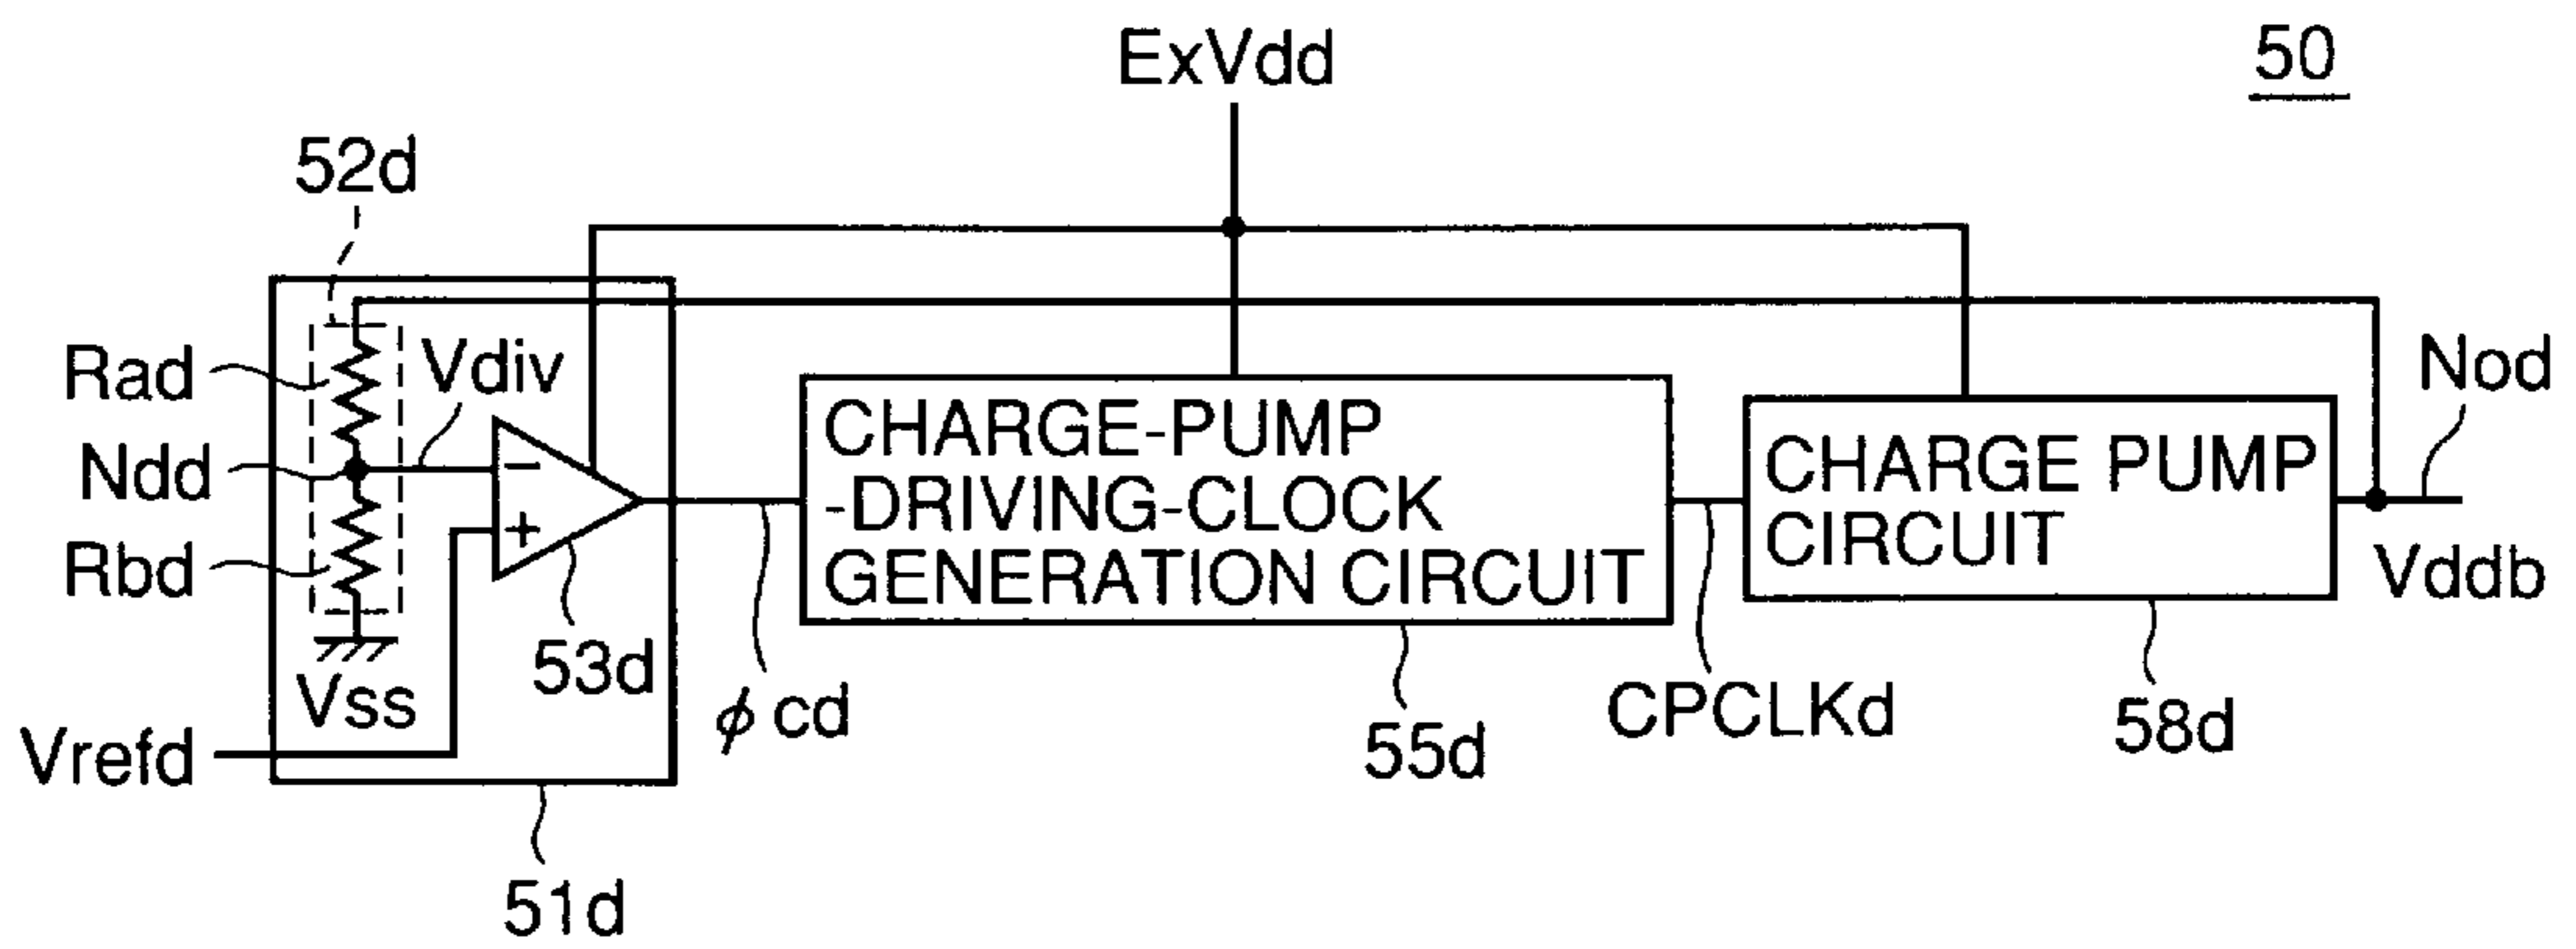 50
ExVdd
52d
Rad
Vdiv
Nod
Ndd
−
+
Rbd
CHARGE-PUMP
-DRIVING-CLOCK
GENERATION CIRCUIT
CHARGE PUMP
CIRCUIT
Vddb
53d
Vss
Vrefd
ϕ cd
55d
CPCLKd
58d
51d